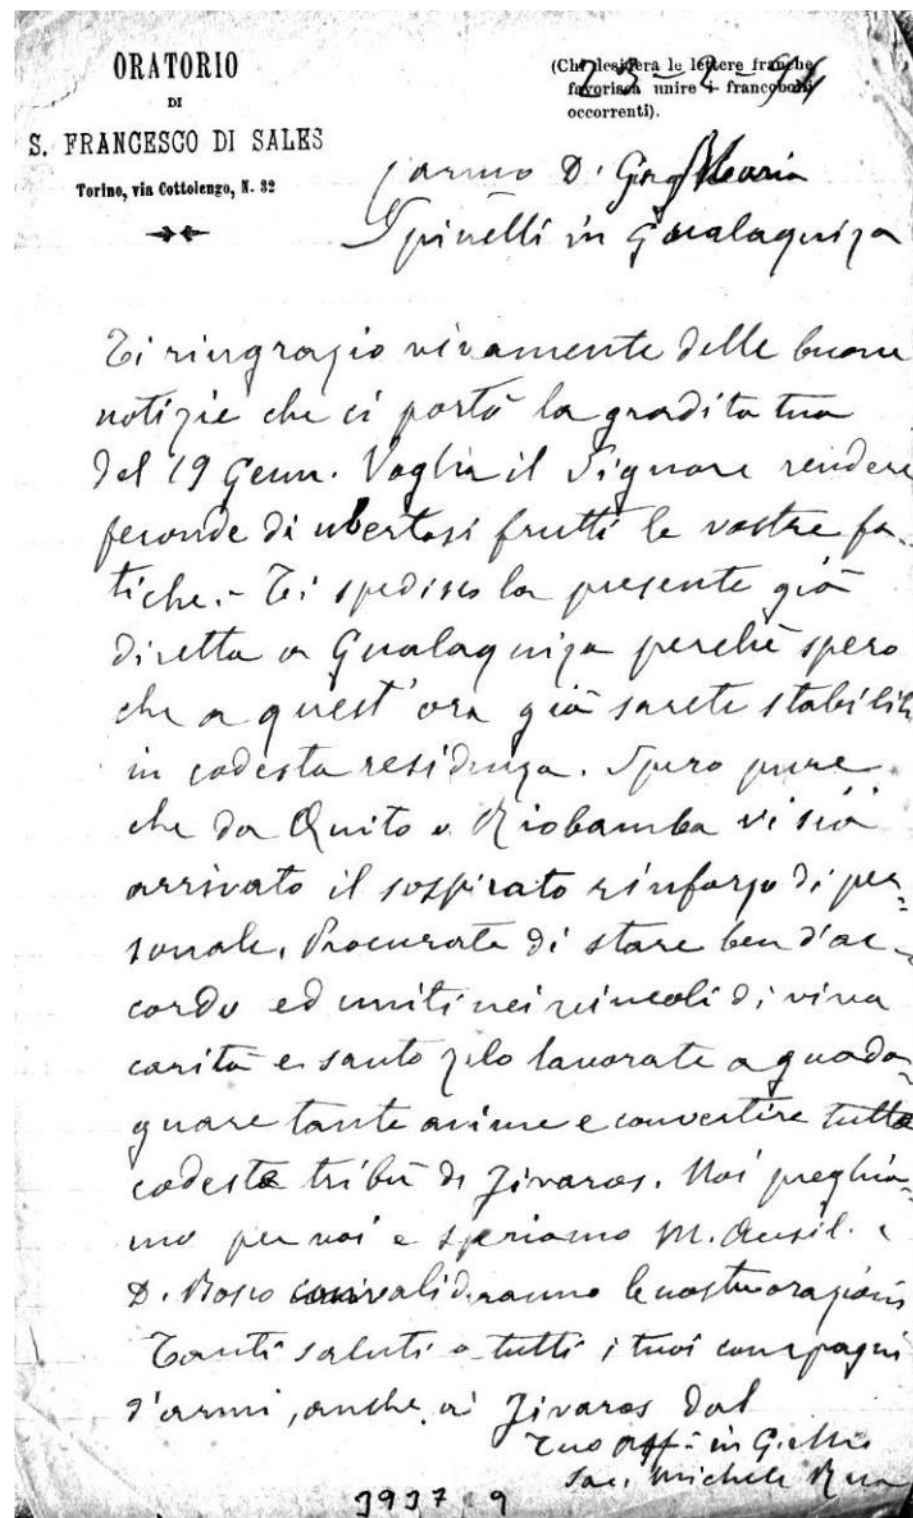 ORATORIO
DI
S. FRANCESCO DI SALES
Torino, via Cottolengo, N. 32
(Chi desidera le lettere franche
favorisca unire i francobolli
occorrenti).
23-2-94
Carmo D. Maria
Spinelli in Gualaquiza
Ti ringrazio vivamente delle buone
notizie che ci portò la gradita tua
del 19 Genn. Voglia il Signore rendere
feconde di ubertosi frutti le vostre fa-
tiche.- Ti spedisco la presente già
diretta a Gualaquiza perchè spero
che a quest'ora già sarete stabiliti
in codesta residenza. Spero pure
che da Quito o Riobamba vi sia
arrivato il sospirato rinforzo di per=
sonale. Procurate di stare ben d'ac-
cordo ed uniti nei vincoli di viva
carità e santo zelo lavorate a guada-
gnare tante anime e convertire tutta
codesta tribù di Jivaros. Noi preghia-
mo per voi e speriamo M. Ausil. e
D. Bosco convalideranno le nostre orazioni
Tanti saluti a tutti i tuoi compagni
d'armi, anche ai Jivaros dal
Tuo aff. in G. e M.
Sac. Michele Rua
3937 9